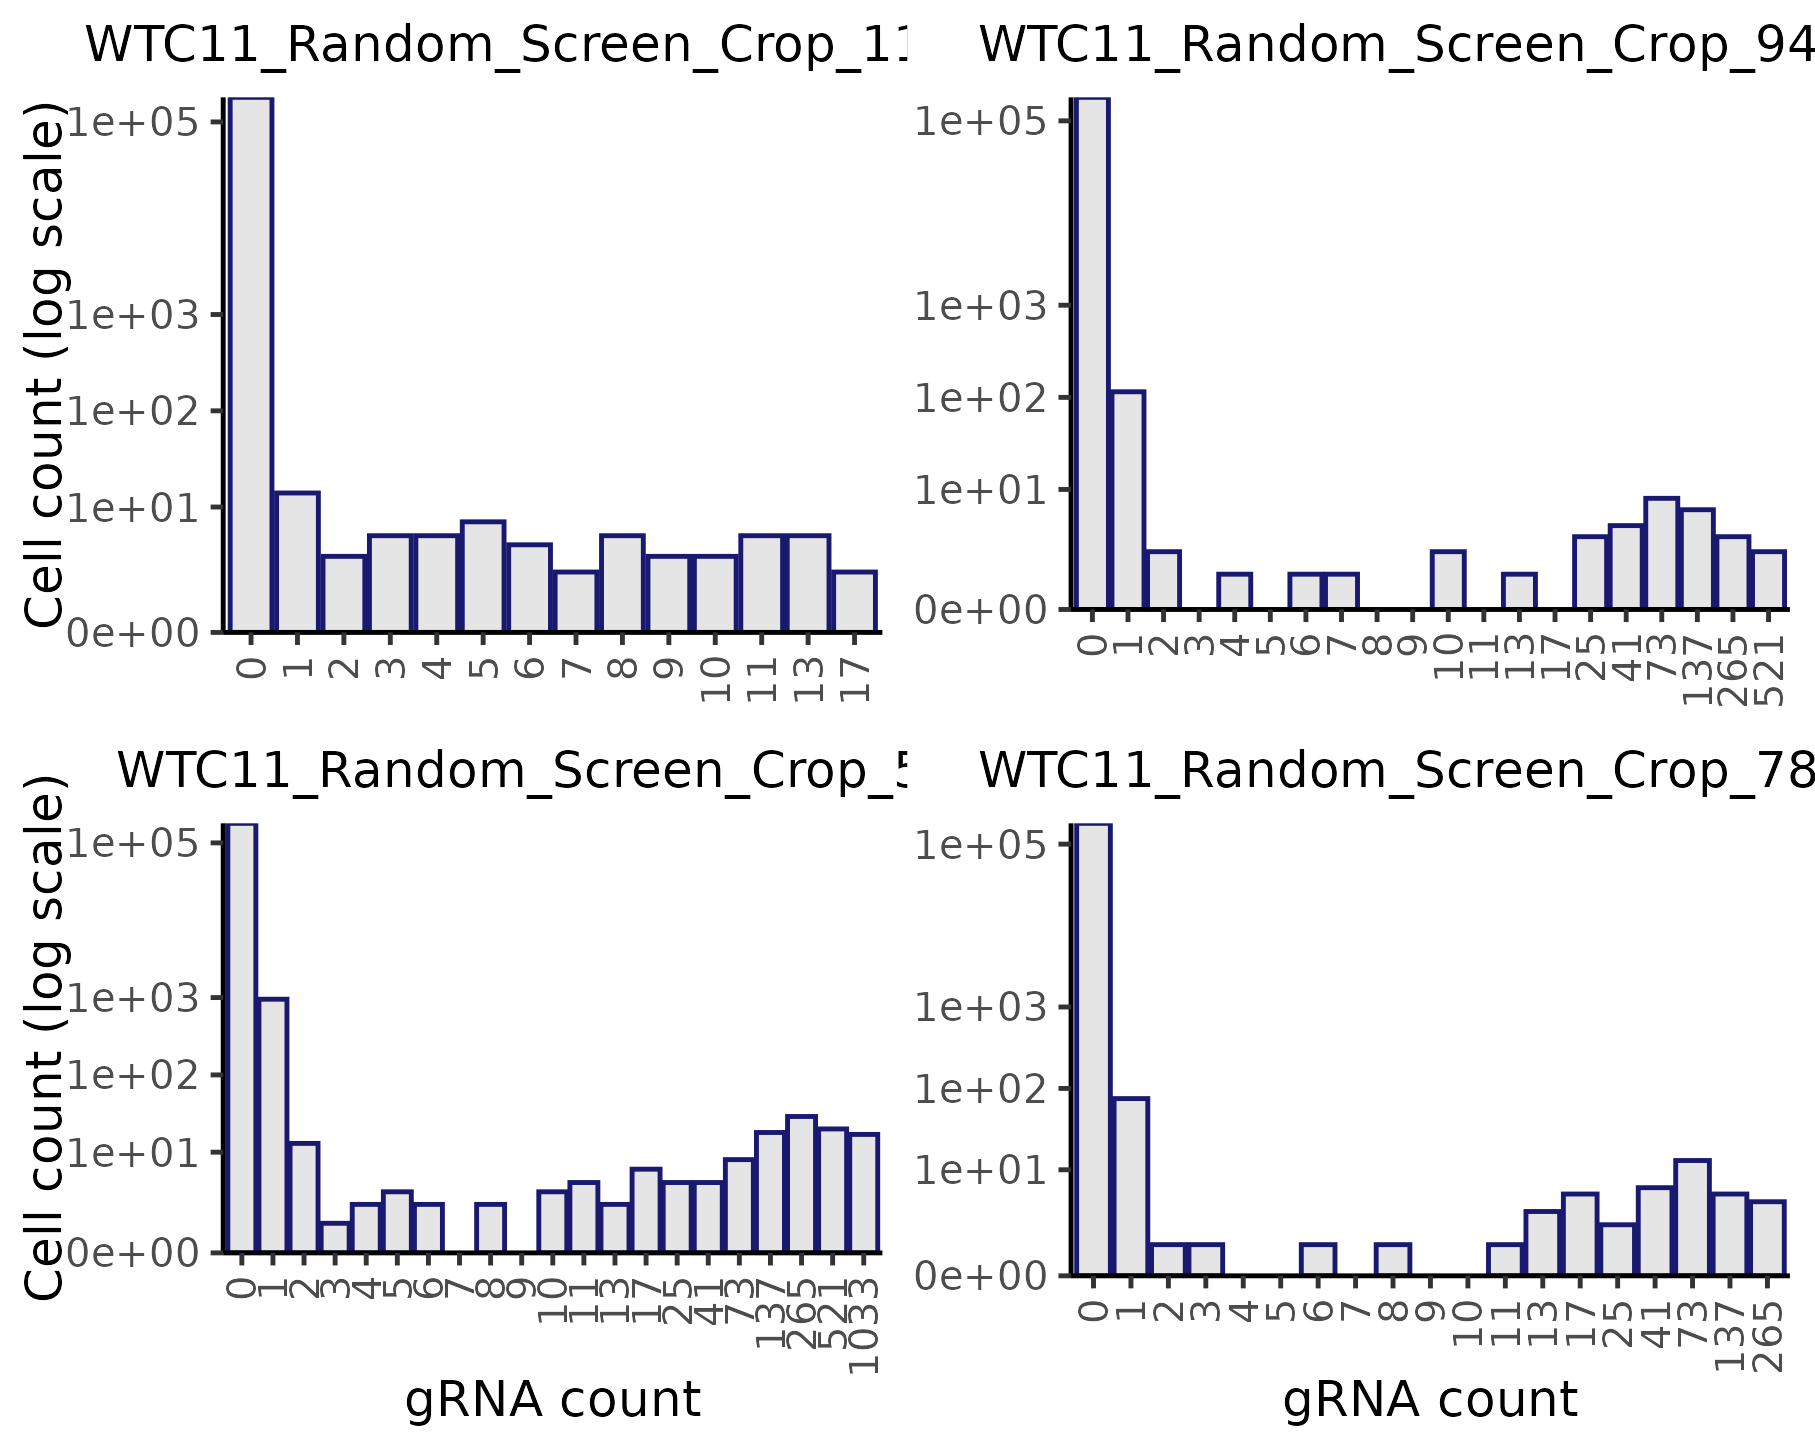 WTC11_Random_Screen_Crop_11
WTC11_Random_Screen_Crop_94
Cell count (log scale)
1e+05
1e+03
1e+02
1e+01
0e+00
0 1 2 3 4 5 6 7 8 9 10 11 13 17
1e+05
1e+03
1e+02
1e+01
0e+00
0 1 2 3 4 5 6 7 8 9 10 11 13 17 25 41 73 137 265 521
WTC11_Random_Screen_Crop_5
WTC11_Random_Screen_Crop_78
Cell count (log scale)
1e+05
1e+03
1e+02
1e+01
0e+00
0 1 2 3 4 5 6 7 8 9 10 11 13 17 25 41 73 137 265 521 1033
gRNA count
1e+05
1e+03
1e+02
1e+01
0e+00
0 1 2 3 4 5 6 7 8 9 10 11 13 17 25 41 73 137 265
gRNA count